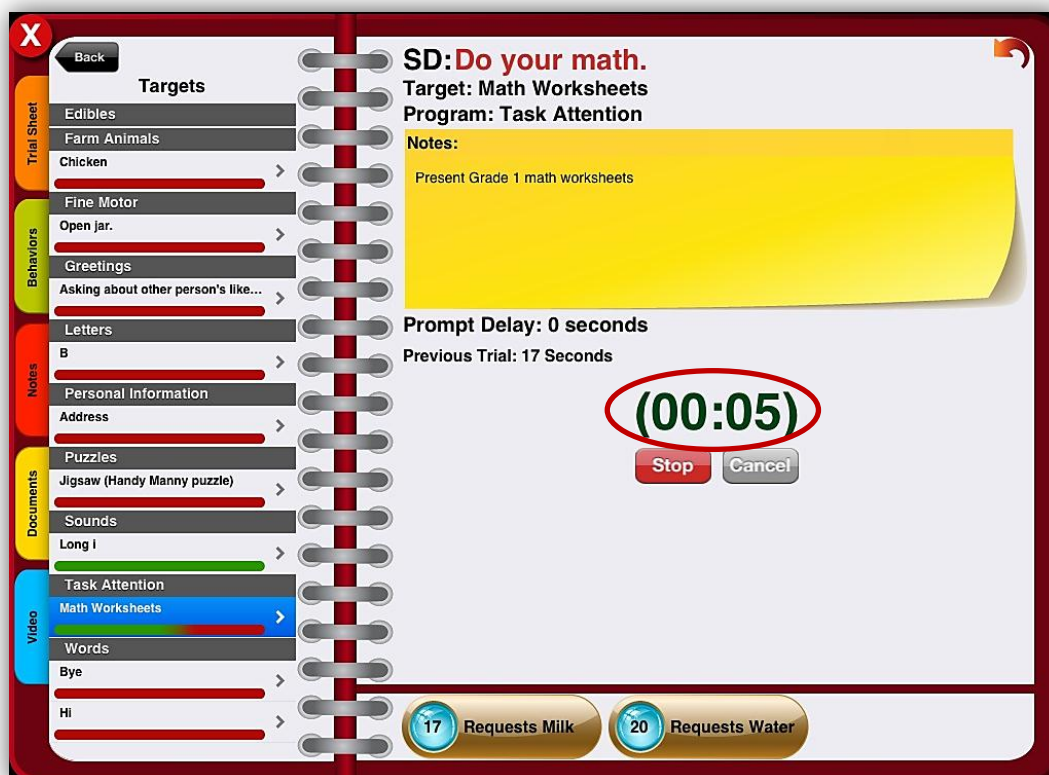 X
Back
Targets
Trial Sheet
Behaviors
Notes
Documents
Video
Edibles
Farm Animals
Chicken
Fine Motor
Open jar.
Greetings
Asking about other person's like...
Letters
B
Personal Information
Address
Puzzles
Jigsaw (Handy Manny puzzle)
Sounds
Long i
Task Attention
Math Worksheets
Words
Bye
Hi
SD:Do your math.
Target: Math Worksheets
Program: Task Attention
Notes:
Present Grade 1 math worksheets
Prompt Delay: 0 seconds
Previous Trial: 17 Seconds
(00:05)
Stop Cancel
17 Requests Milk 20 Requests Water